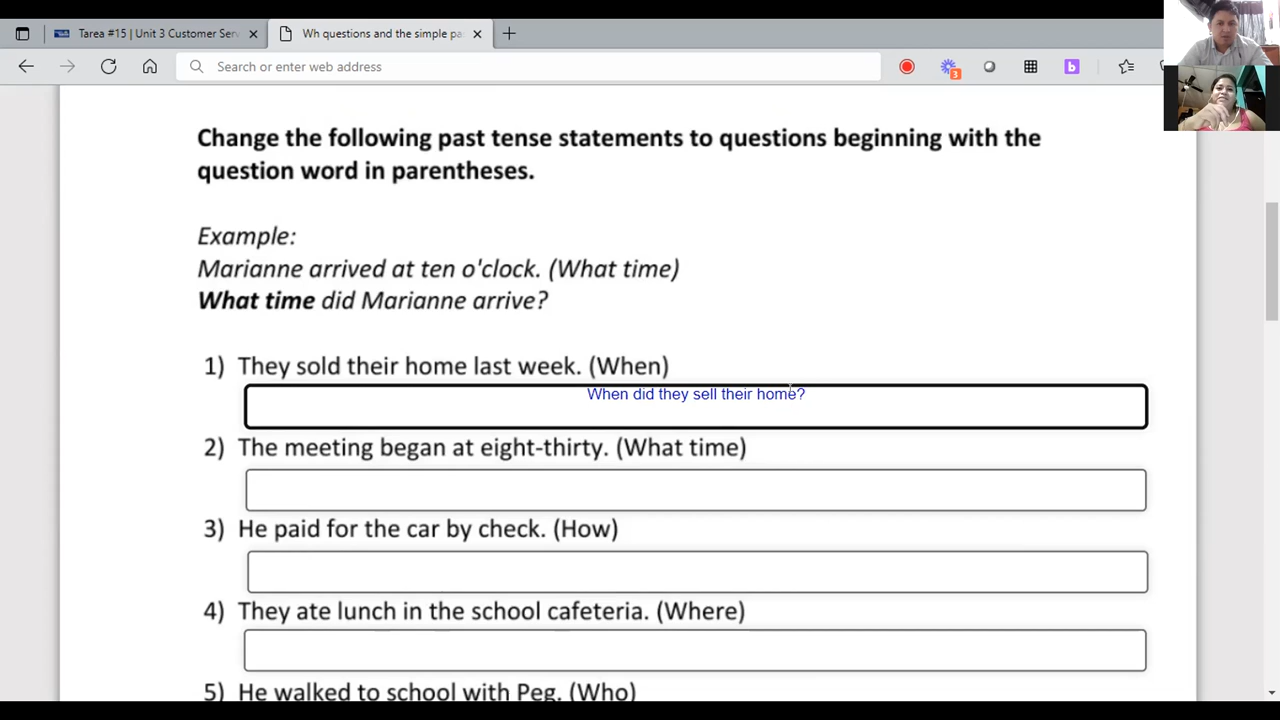 Tarea #15 | Unit 3 Customer Serv
Wh questions and the simple pa
Search or enter web address
3
b
Change the following past tense statements to questions beginning with the
question word in parentheses.
Example:
Marianne arrived at ten o'clock. (What time)
What time did Marianne arrive?
1) They sold their home last week. (When)
When did they sell their home?
2) The meeting began at eight-thirty. (What time)
3) He paid for the car by check. (How)
4) They ate lunch in the school cafeteria. (Where)
5) He walked to school with Peg. (Who)